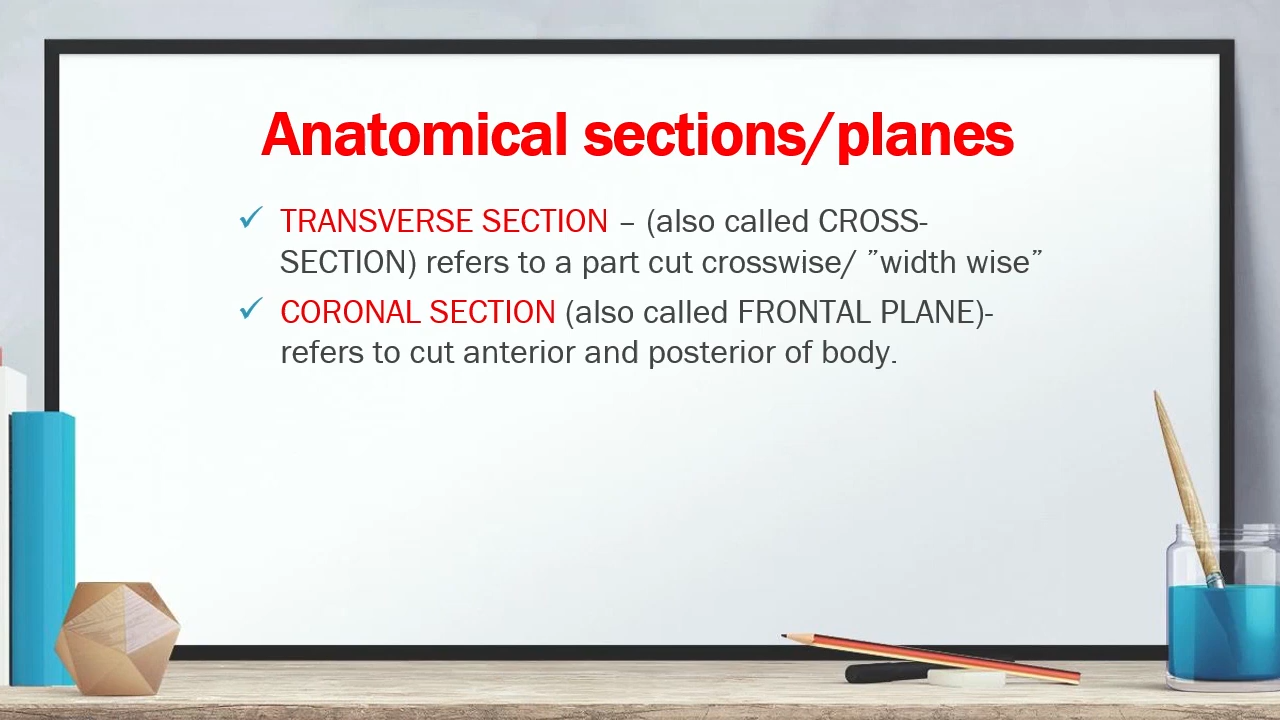 Anatomical sections/planes
TRANSVERSE SECTION – (also called CROSS-
SECTION) refers to a part cut crosswise/ ”width wise”
CORONAL SECTION (also called FRONTAL PLANE)-
refers to cut anterior and posterior of body.